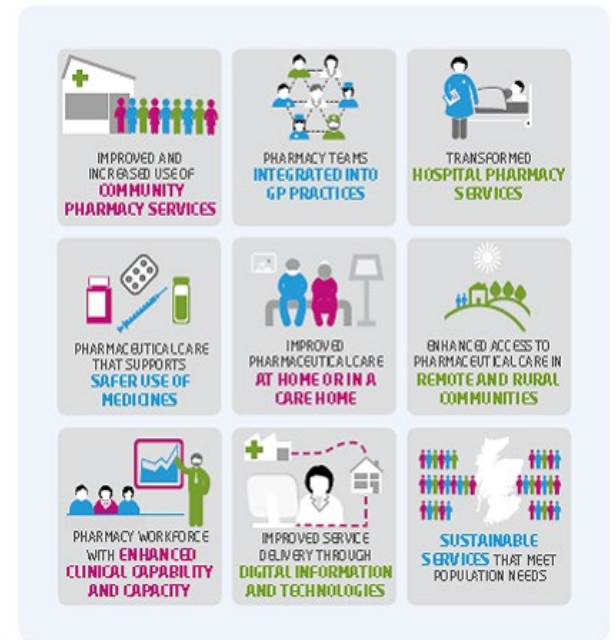 IMPROVED AND
INCREASED USE OF
COMMUNITY
PHARMACY SERVICES
PHARMACY TEAMS
INTEGRATED INTO
GP PRACTICES
TRANSFORMED
HOSPITAL PHARMACY
SERVICES
PHARMACEUTICAL CARE
THAT SUPPORTS
SAFER USE OF
MEDICINES
IMPROVED
PHARMACEUTICAL CARE
AT HOME OR IN A
CARE HOME
ENHANCED ACCESS TO
PHARMACEUTICAL CARE IN
REMOTE AND RURAL
COMMUNITIES
PHARMACY WORKFORCE
WITH ENHANCED
CLINICAL CAPABILITY
AND CAPACITY
IMPROVED SERVICE
DELIVERY THROUGH
DIGITAL INFORMATION
AND TECHNOLOGIES
SUSTAINABLE
SERVICES THAT MEET
POPULATION NEEDS